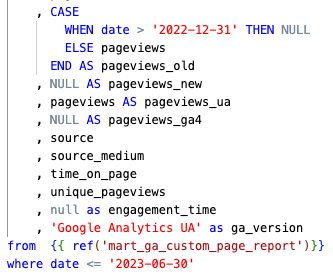 , CASE
WHEN date > '2022-12-31' THEN NULL
ELSE pageviews
END AS pageviews_old
, NULL AS pageviews_new
, pageviews AS pageviews_ua
, NULL AS pageviews_ga4
, source
, source_medium
, time_on_page
, unique_pageviews
, null as engagement_time
, 'Google Analytics UA' as ga_version
from  {{ ref('mart_ga_custom_page_report')}}
where date <= '2023-06-30'